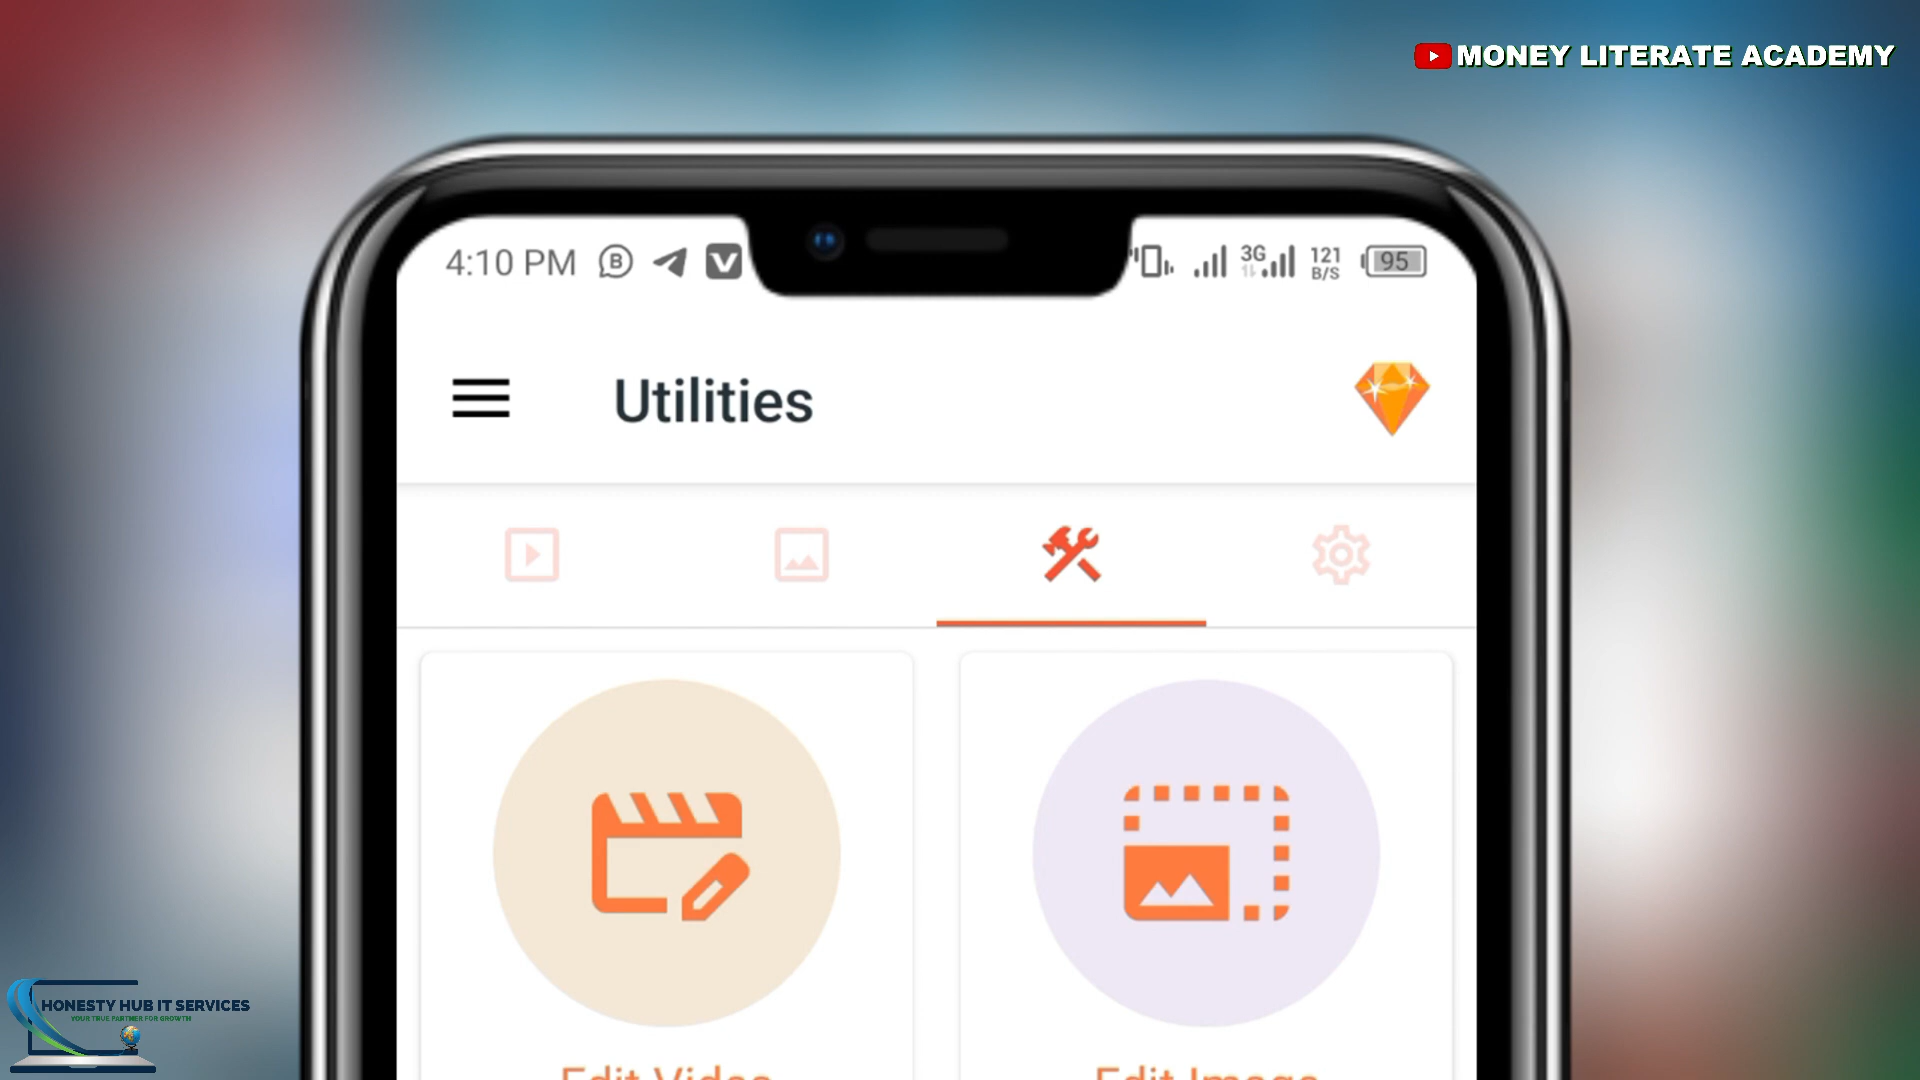 MONEY LITERATE ACADEMY
4:10 PM
3G
121
B/S
95
Utilities
Edit Video
Edit Image
HONESTY HUB IT SERVICES
YOUR TRUE PARTNER FOR GROWTH